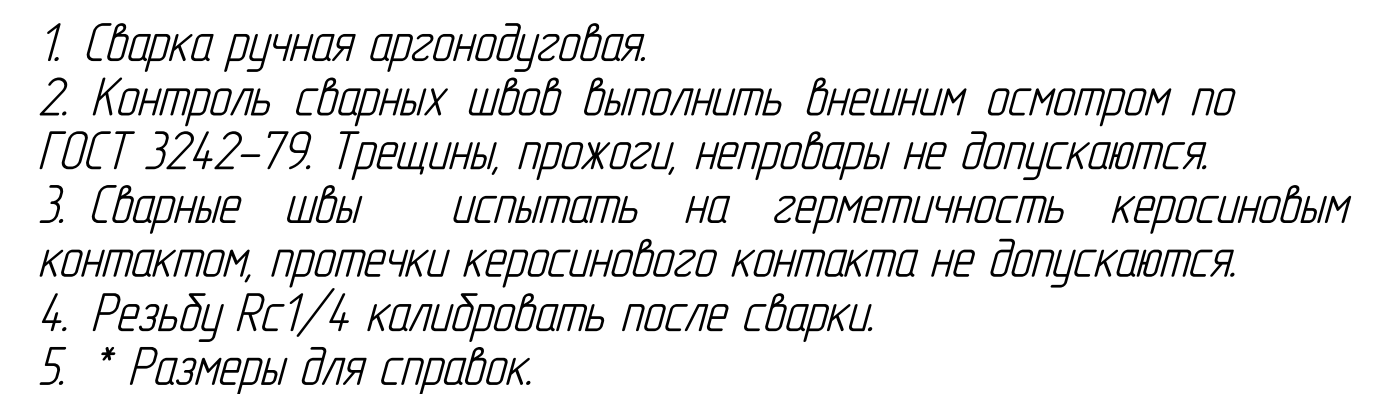 1. Сварка ручная аргонодуговая.
2. Контроль сварных швов выполнить внешним осмотром по
ГОСТ 3242-79. Трещины, прожоги, непровары не допускаются.
3. Сварные швы испытать на герметичность керосиновым
контактом, протечки керосинового контакта не допускаются.
4. Резьбу Rc1/4 калибровать после сварки.
5. * Размеры для справок.